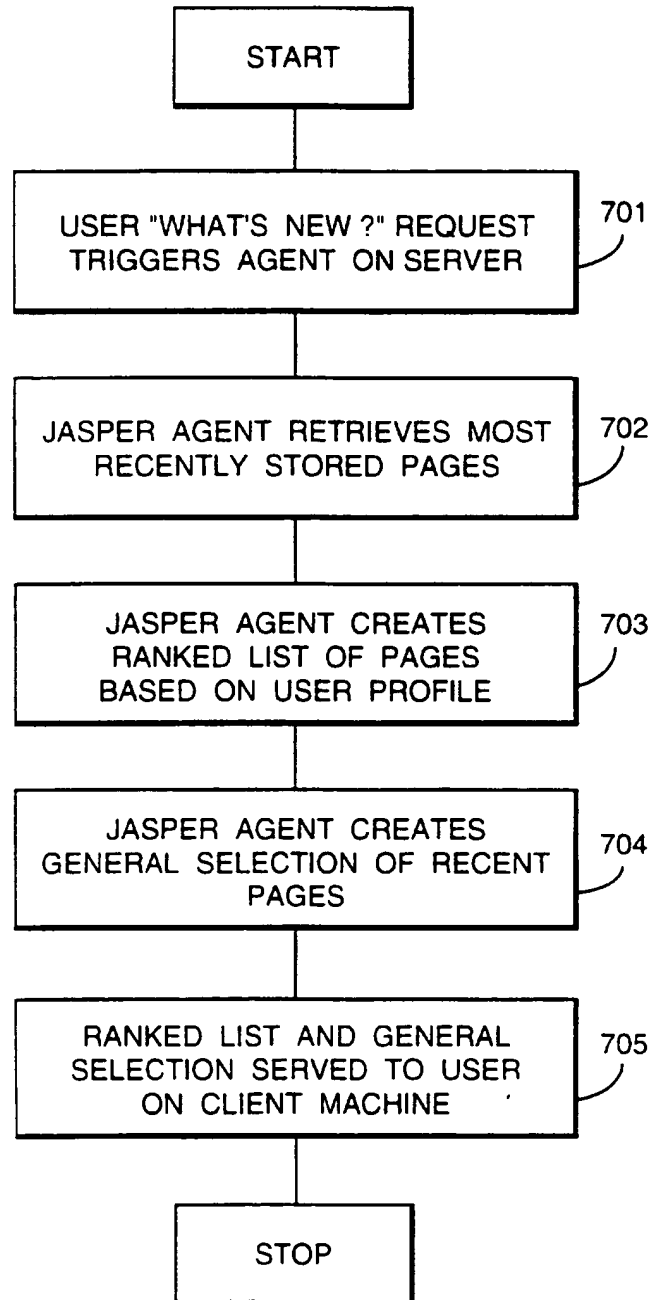 START
USER "WHAT'S NEW ?" REQUEST
TRIGGERS AGENT ON SERVER
701
JASPER AGENT RETRIEVES MOST
RECENTLY STORED PAGES
702
JASPER AGENT CREATES
RANKED LIST OF PAGES
BASED ON USER PROFILE
703
JASPER AGENT CREATES
GENERAL SELECTION OF RECENT
PAGES
704
RANKED LIST AND GENERAL
SELECTION SERVED TO USER
ON CLIENT MACHINE
705
STOP